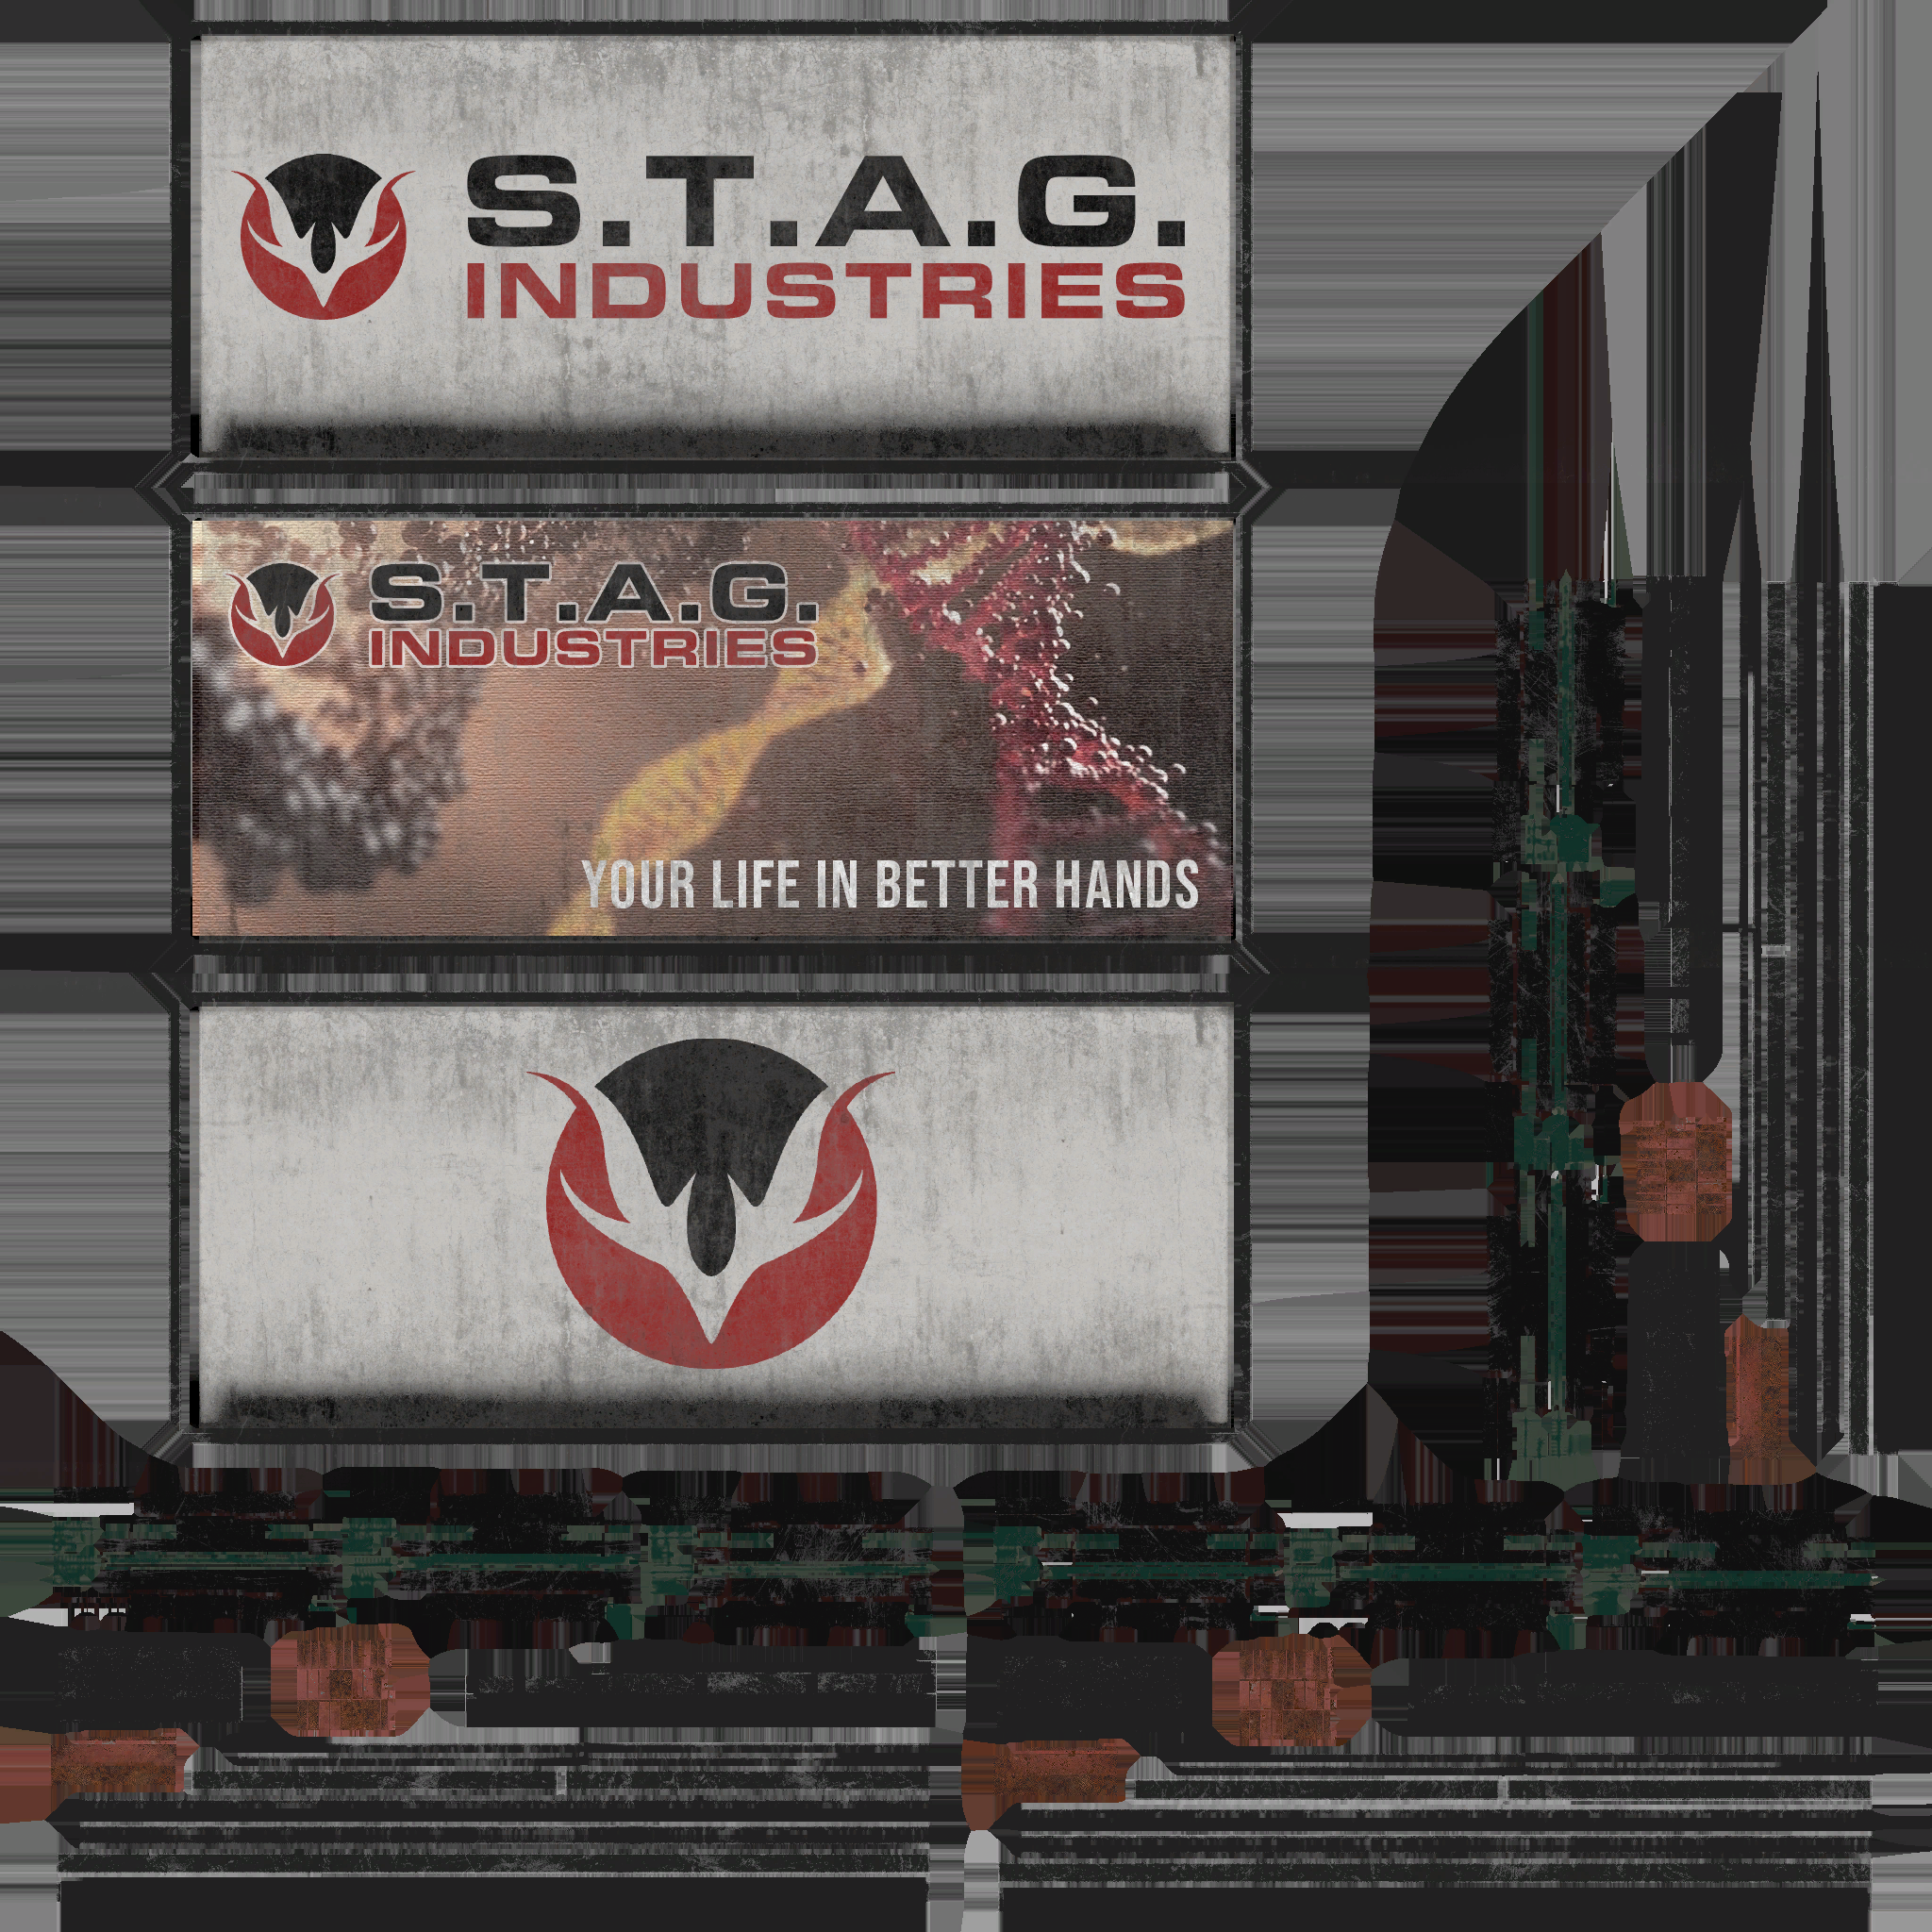 S.T.A.G.
INDUSTRIES
S.T.A.G.
INDUSTRIES
YOUR LIFE IN BETTER HANDS